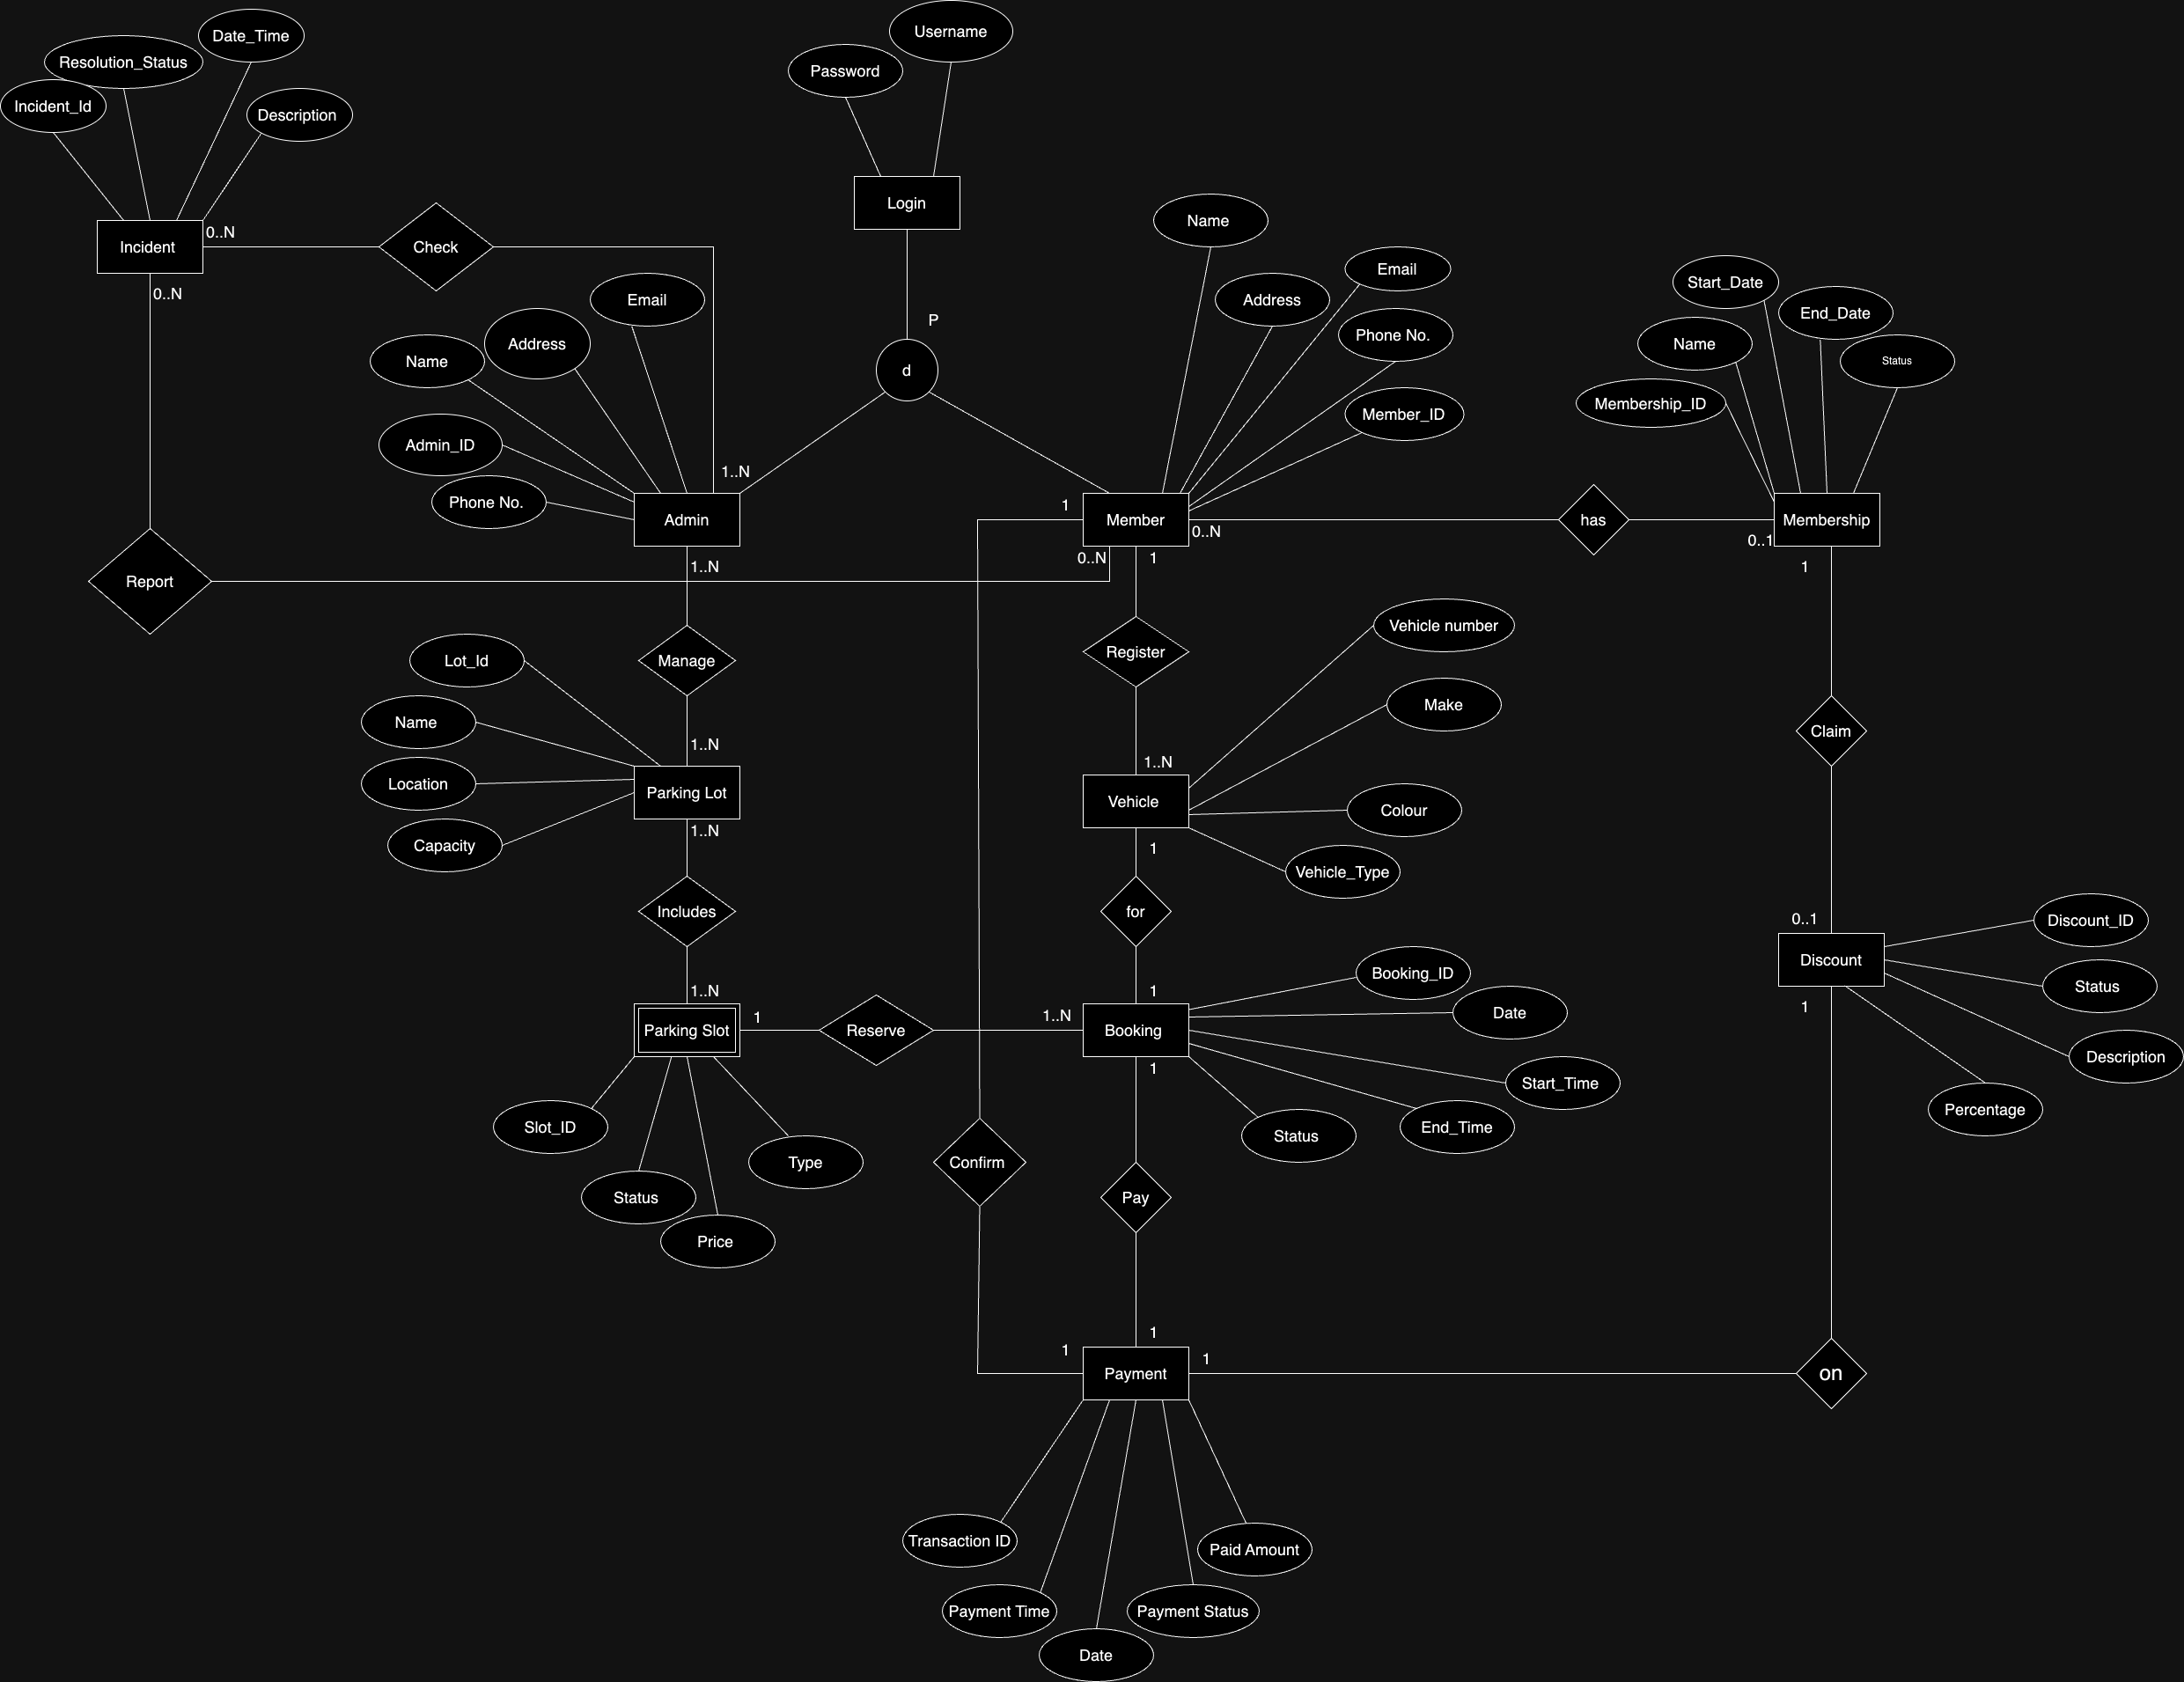 Username
Date_Time
Resolution_Status
Password
Incident_Id
Description
Login
Name
Incident
0..N
Check
Email
0..N
Start_Date
Email
Address
End_Date
P
Phone No.
Address
Name
Name
Status
d
Membership_ID
Member_ID
Admin_ID
1..N
Phone No.
1
Admin
Member
has
Membership
0..N
0..1
0..N
1
1..N
1
Report
Vehicle number
Register
Manage
Lot_Id
Make
Name
Claim
1..N
1..N
Location
Parking Lot
Vehicle
Colour
1..N
Capacity
1
Vehicle_Type
Includes
for
0..1
Discount_ID
Discount
Booking_ID
Status
1..N
1
1
Date
1
1..N
Parking Slot
Reserve
Booking
Description
1
Start_Time
Percentage
Slot_ID
End_Time
Status
Type
Confirm
Status
Pay
Price
1
1
1
Payment
on
Transaction ID
Paid Amount
Payment Time
Payment Status
Date